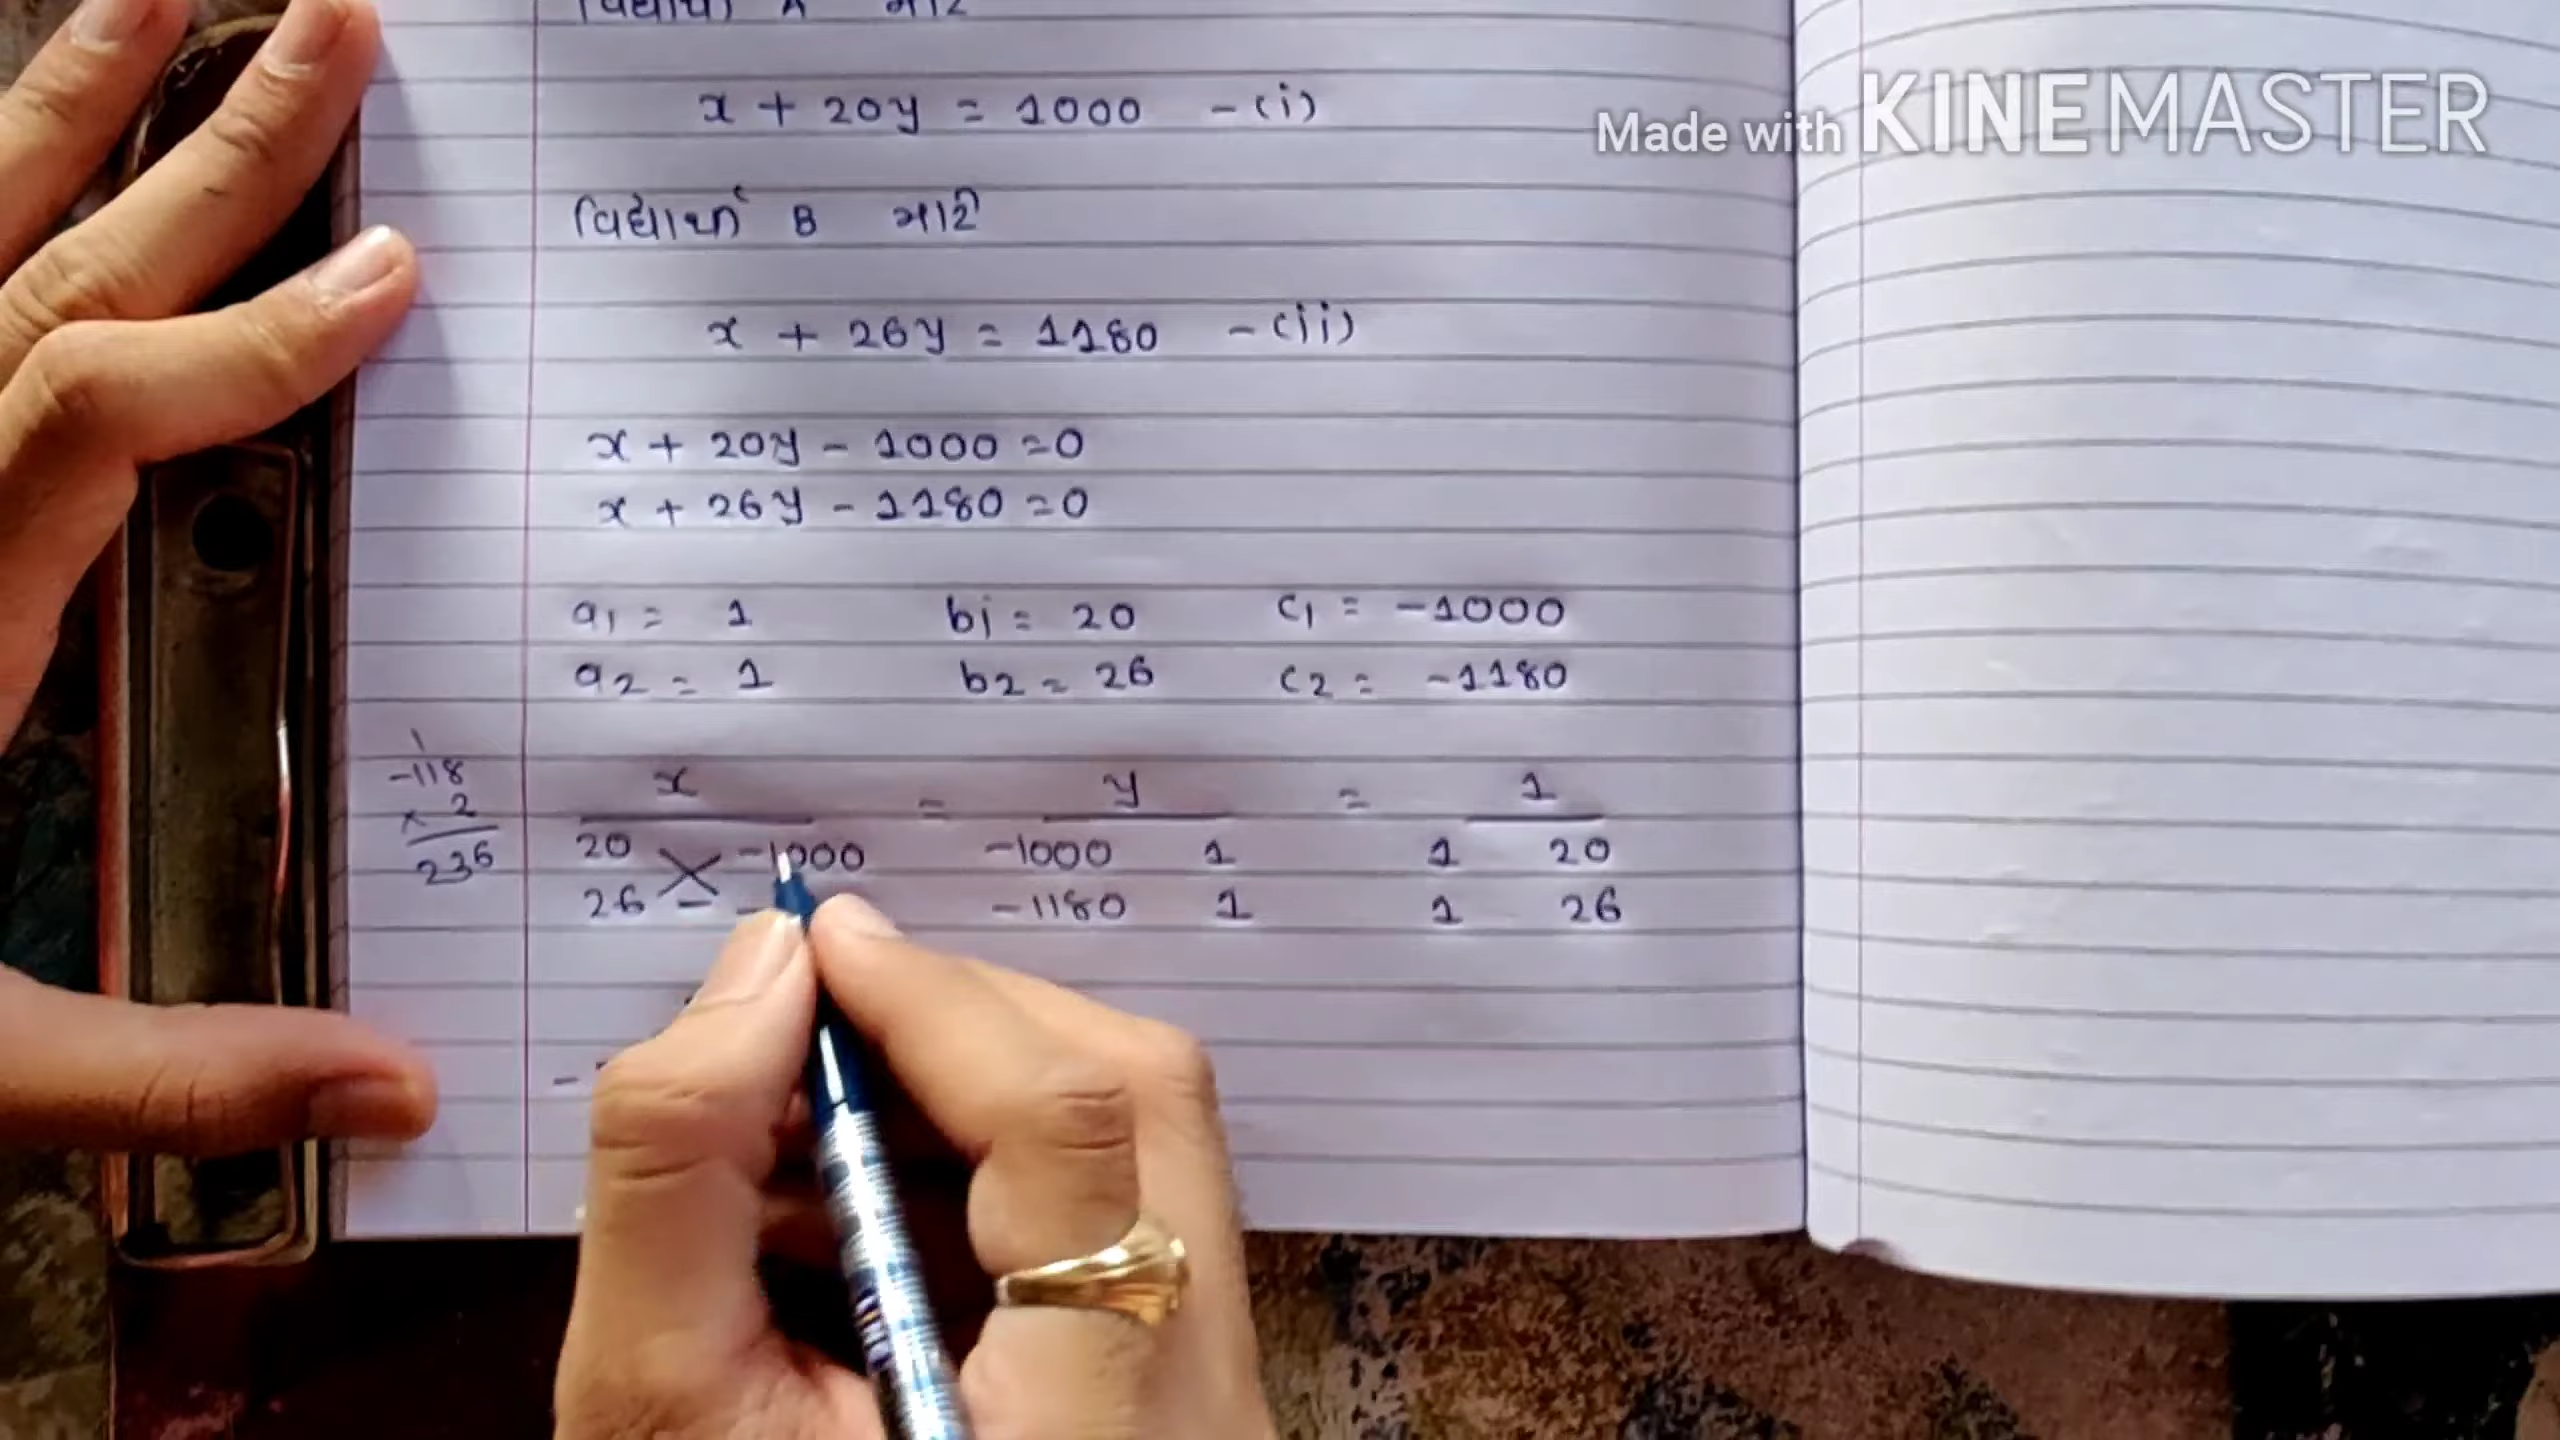 વિદ્યાર્થી A માટે
x + 20y = 1000 - (i)
Made with KINEMASTER
વિદ્યાર્થી B માટે
x + 26y = 1180 - (ii)
x + 20y - 1000 = 0
x + 26y - 1180 = 0
a1 = 1 b1 = 20 c1 = -1000
a2 = 1 b2 = 26 c2 = -1180
1
-118
x 2
236
x = y = 1
20 -1000 -1000 1 1 20
26 - - -1180 1 1 26
-